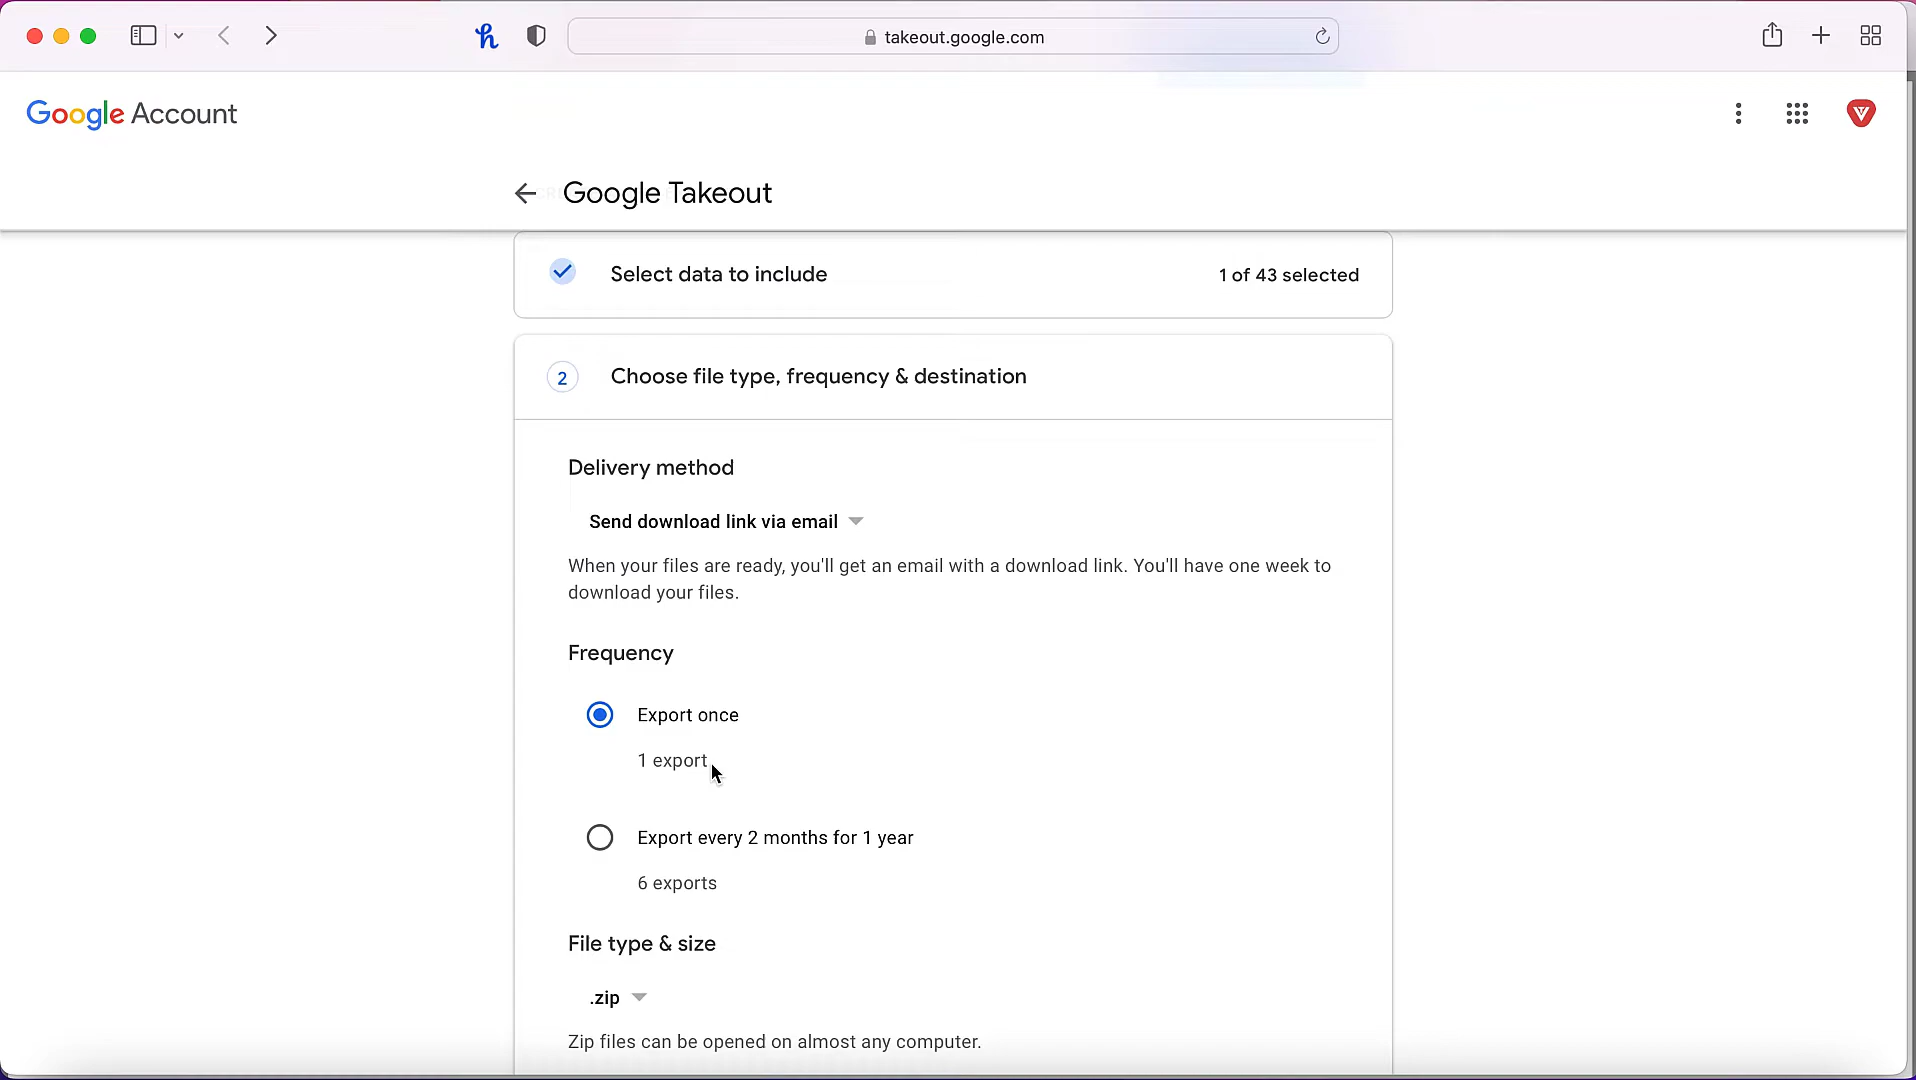 takeout.google.com
Google Account
Google Takeout
Select data to include
1 of 43 selected
2
Choose file type, frequency & destination
Delivery method
Send download link via email
When your files are ready, you'll get an email with a download link. You'll have one week to
download your files.
Frequency
Export once
1 export
Export every 2 months for 1 year
6 exports
File type & size
.zip
Zip files can be opened on almost any computer.